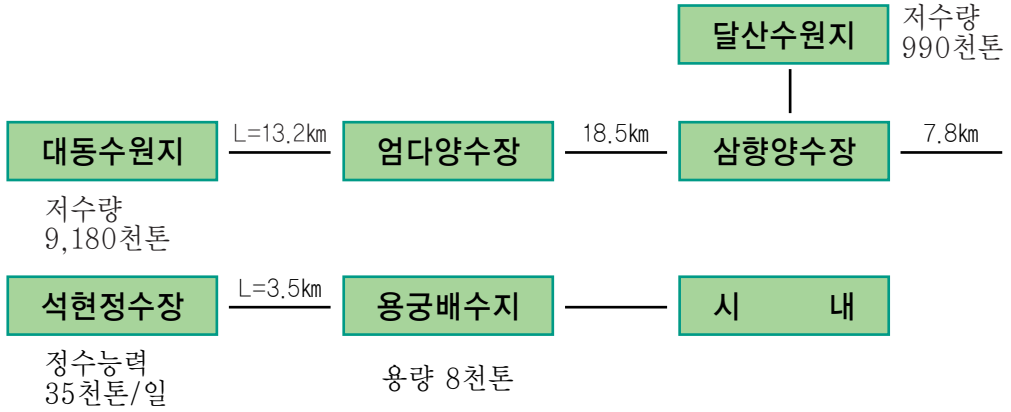 달산수원지
저수량
990천톤
대동수원지
L=13.2km
엄다양수장
18.5km
삼향양수장
7.8km
저수량
9,180천톤
석현정수장
L=3.5km
용궁배수지
시 내
정수능력
35천톤/일
용량 8천톤